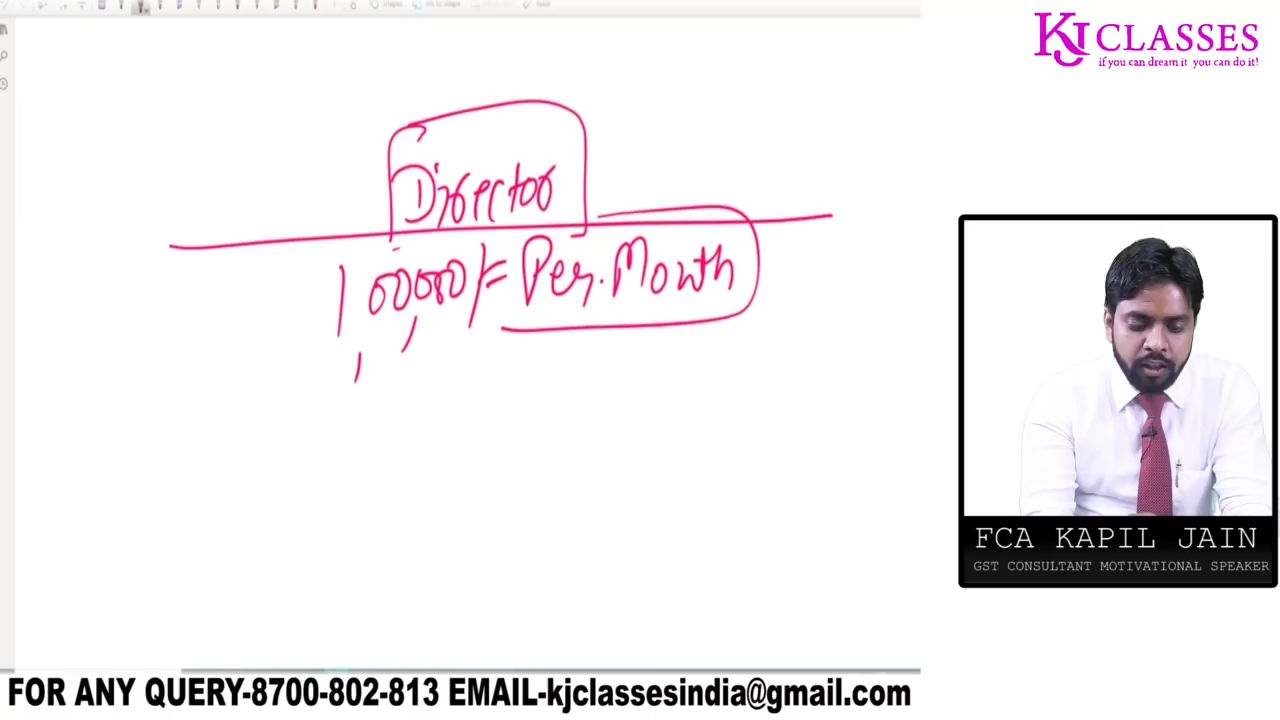 KJ CLASSES
if you can dream it you can do it!
Director
1,00,000/= Per. Month
FCA KAPIL JAIN
GST CONSULTANT MOTIVATIONAL SPEAKER
FOR ANY QUERY-8700-802-813 EMAIL-kjclassesindia@gmail.com